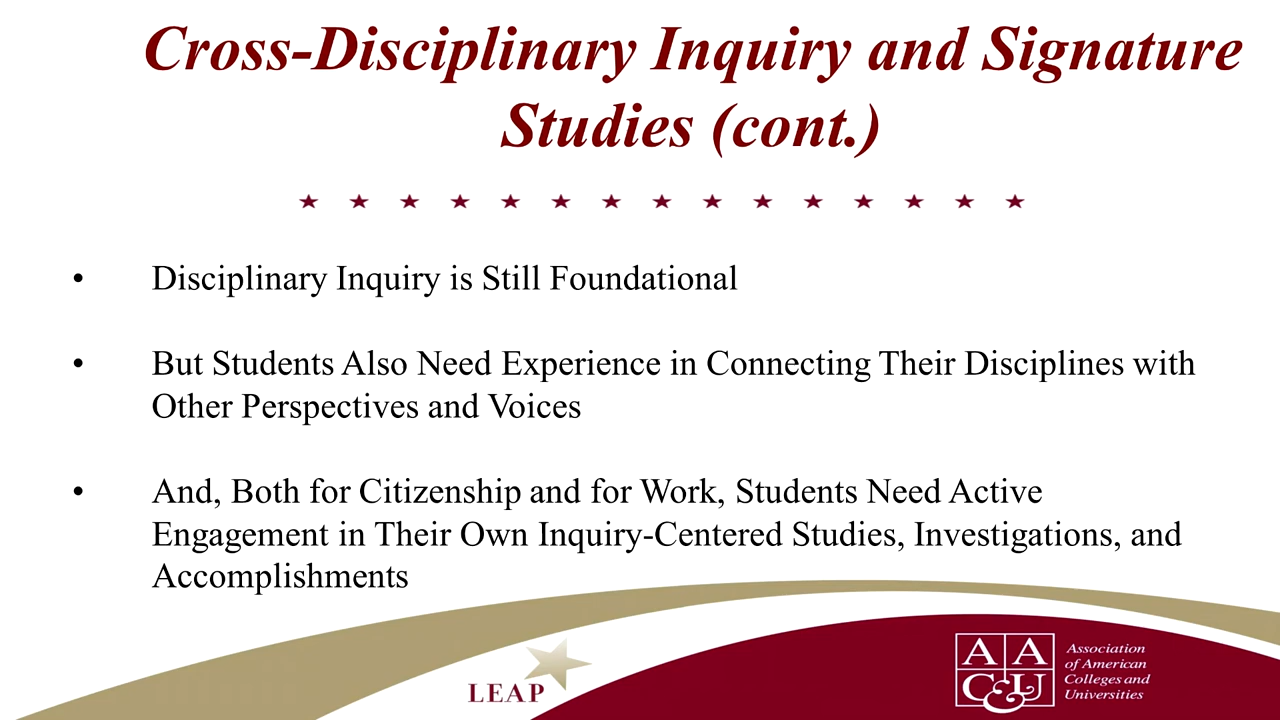 Cross-Disciplinary Inquiry and Signature
Studies (cont.)
• Disciplinary Inquiry is Still Foundational
• But Students Also Need Experience in Connecting Their Disciplines with
Other Perspectives and Voices
• And, Both for Citizenship and for Work, Students Need Active
Engagement in Their Own Inquiry-Centered Studies, Investigations, and
Accomplishments
LEAP
AAC&U
Association
of American
Colleges and
Universities